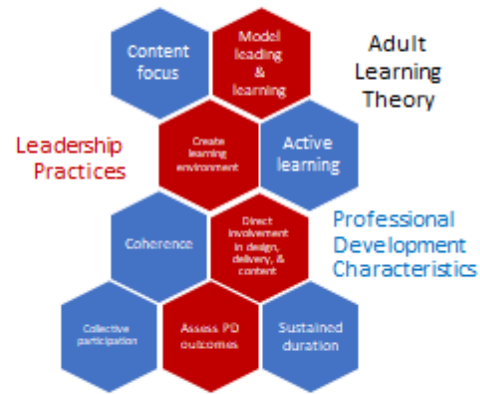 Content
focus
Model
leading
&
learning
Adult
Learning
Theory
Leadership
Practices
Create
learning
environment
Active
learning
Coherence
Direct
involvement
in design,
delivery, &
content
Professional
Development
Characteristics
Collective
participation
Assess PD
outcomes
Sustained
duration